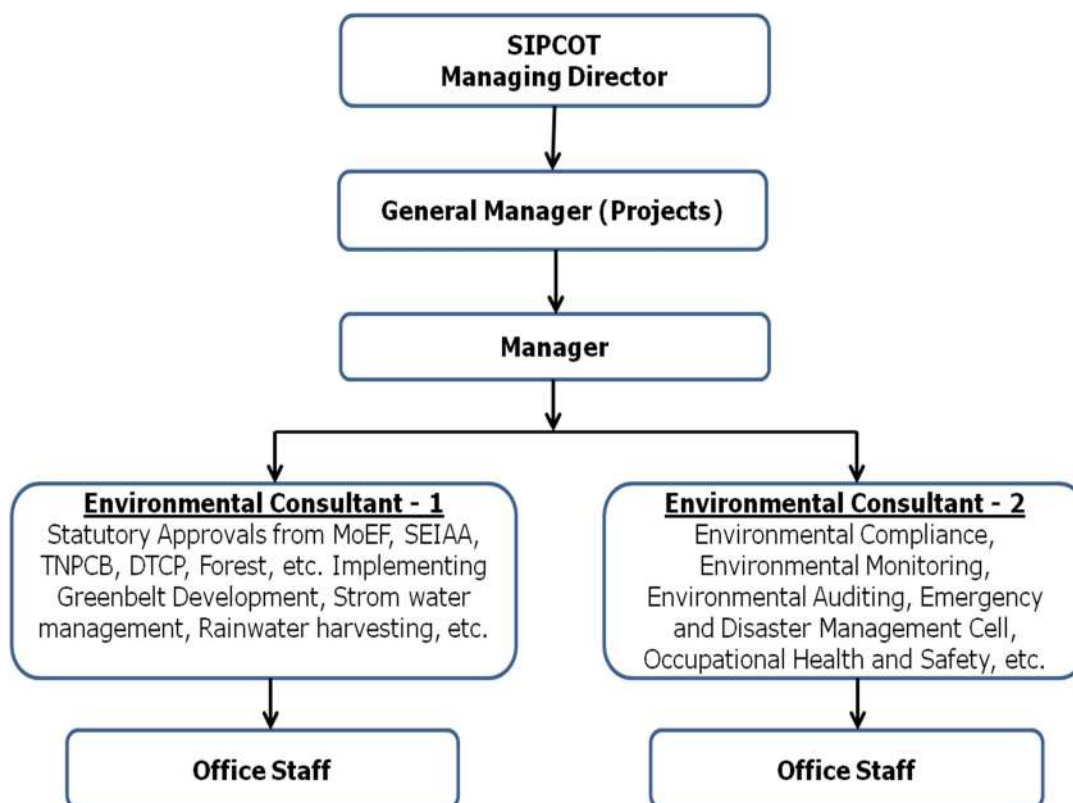 SIPCOT
Managing Director
General Manager (Projects)
Manager
Environmental Consultant - 1
Statutory Approvals from MoEF, SEIAA,
TNPCB, DTCP, Forest, etc. Implementing
Greenbelt Development, Strom water
management, Rainwater harvesting, etc.
Environmental Consultant - 2
Environmental Compliance,
Environmental Monitoring,
Environmental Auditing, Emergency
and Disaster Management Cell,
Occupational Health and Safety, etc.
Office Staff
Office Staff